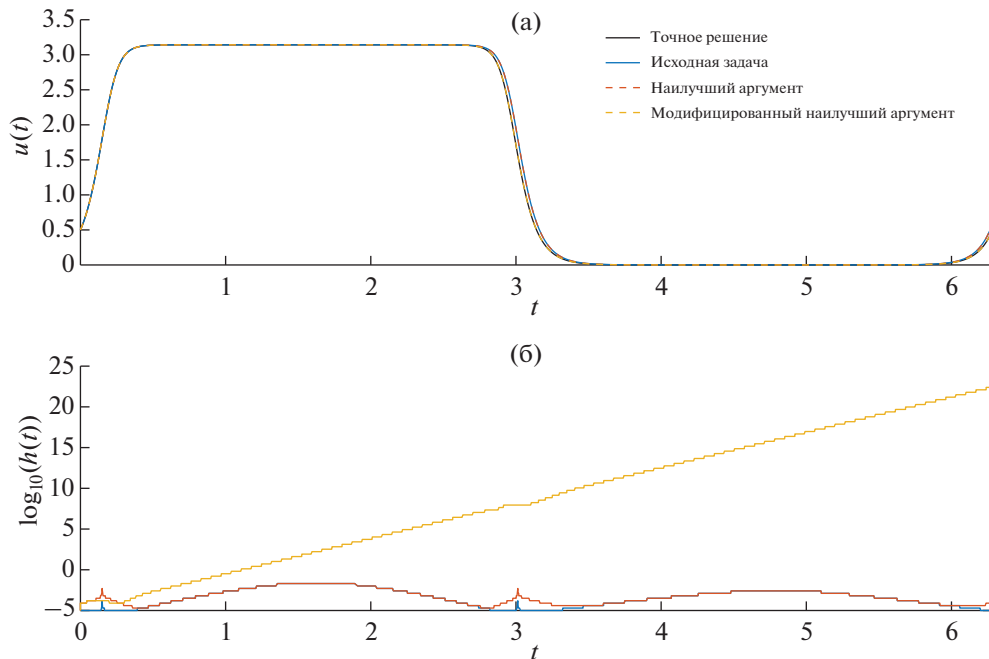 (а)
3.5
3.0
2.5
2.0
1.5
1.0
0.5
0
u(t)
Точное решение
Исходная задача
Наилучший аргумент
Модифицированный наилучший аргумент
1 2 3 4 5 6
t
(б)
25
20
15
10
5
0
−5
log₁₀(h(t))
0 1 2 3 4 5 6
t